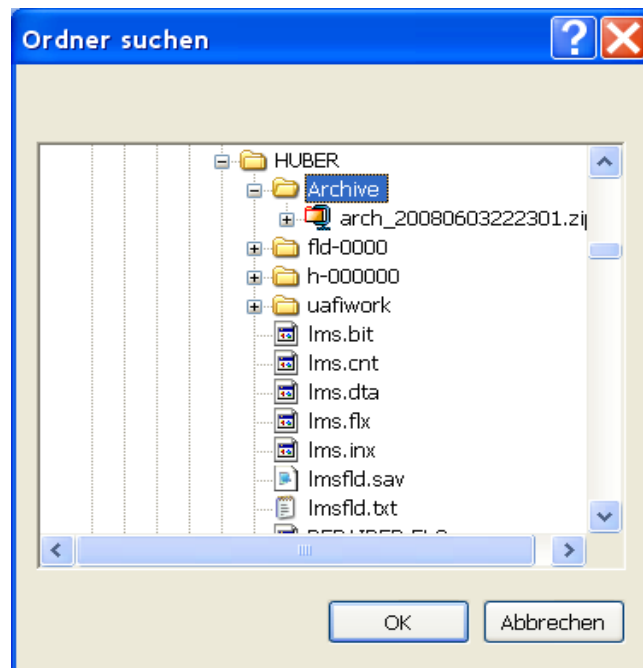 Ordner suchen
HUBER
Archive
arch_20080603222301.zip
fld-0000
h-000000
uafiwork
lms.bit
lms.cnt
lms.dta
lms.flx
lms.inx
lmsfld.sav
lmsfld.txt
OK
Abbrechen